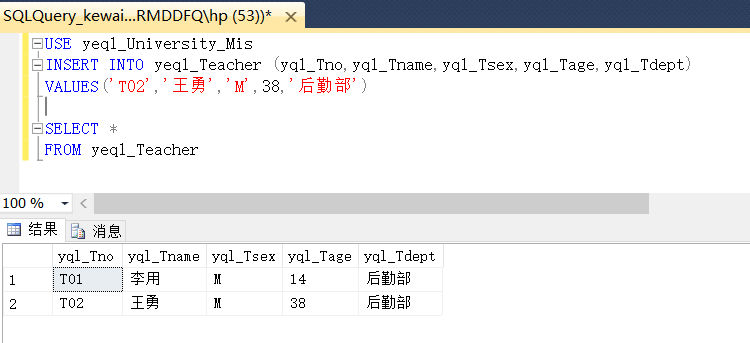 SQLQuery_kewai...RMDDFQ\hp (53))*
USE yeql_University_Mis
INSERT INTO yeql_Teacher (yql_Tno,yql_Tname,yql_Tsex,yql_Tage,yql_Tdept)
VALUES('T02','王勇','M',38,'后勤部')
SELECT *
FROM yeql_Teacher
100 %
结果 消息
yql_Tno yql_Tname yql_Tsex yql_Tage yql_Tdept
1 T01 李用 M 14 后勤部
2 T02 王勇 M 38 后勤部